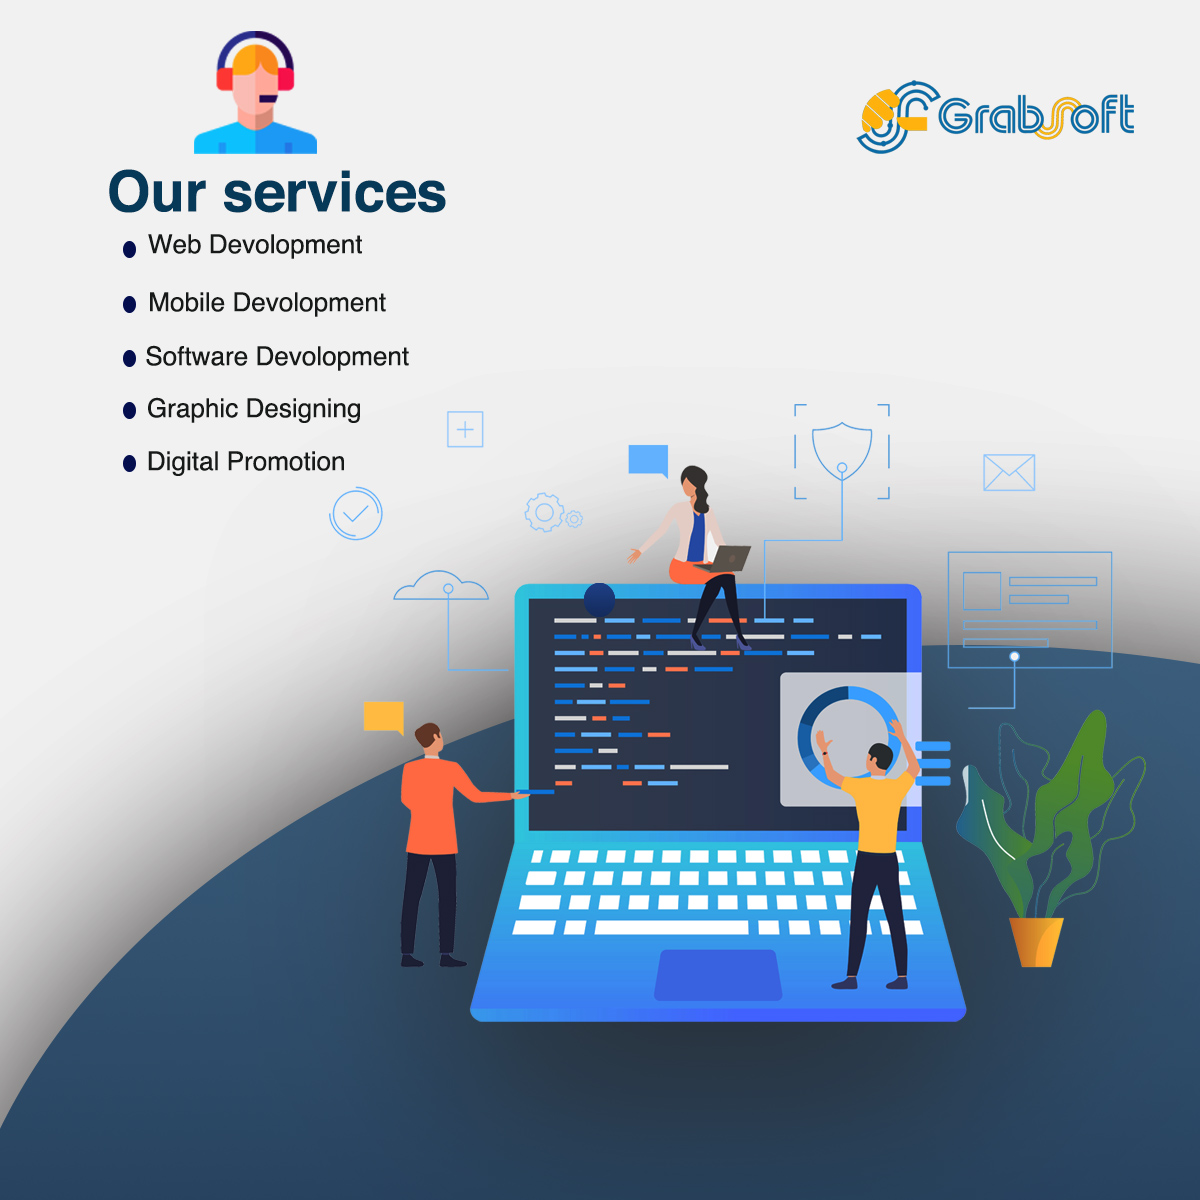 GrabSoft
Our services
Web Devolopment
Mobile Devolopment
Software Devolopment
Graphic Designing
Digital Promotion